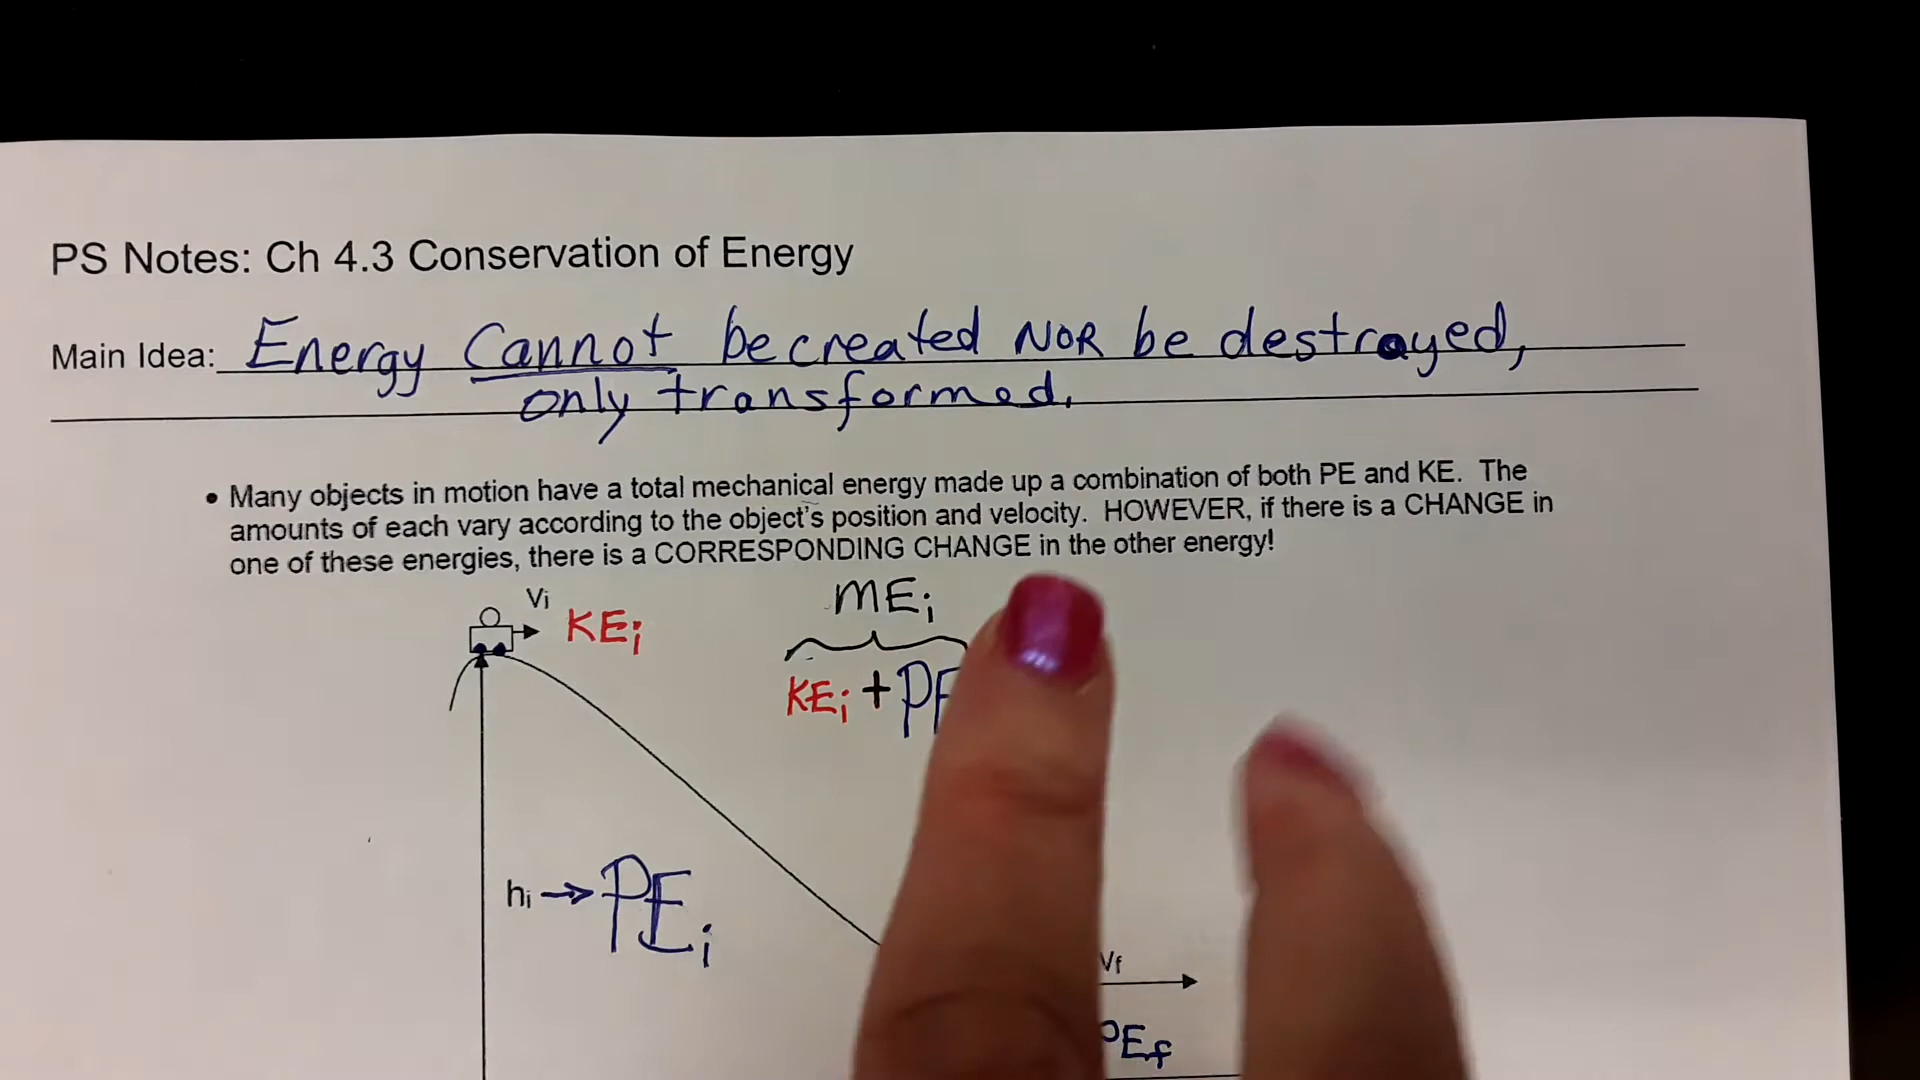 PS Notes: Ch 4.3 Conservation of Energy
Main Idea: Energy Cannot be created NOR be destroyed,
only transformed.
• Many objects in motion have a total mechanical energy made up a combination of both PE and KE. The
amounts of each vary according to the object's position and velocity. HOWEVER, if there is a CHANGE in
one of these energies, there is a CORRESPONDING CHANGE in the other energy!
Vi KEi
MEi
KEi +
hi → PEi
Vf
PEf